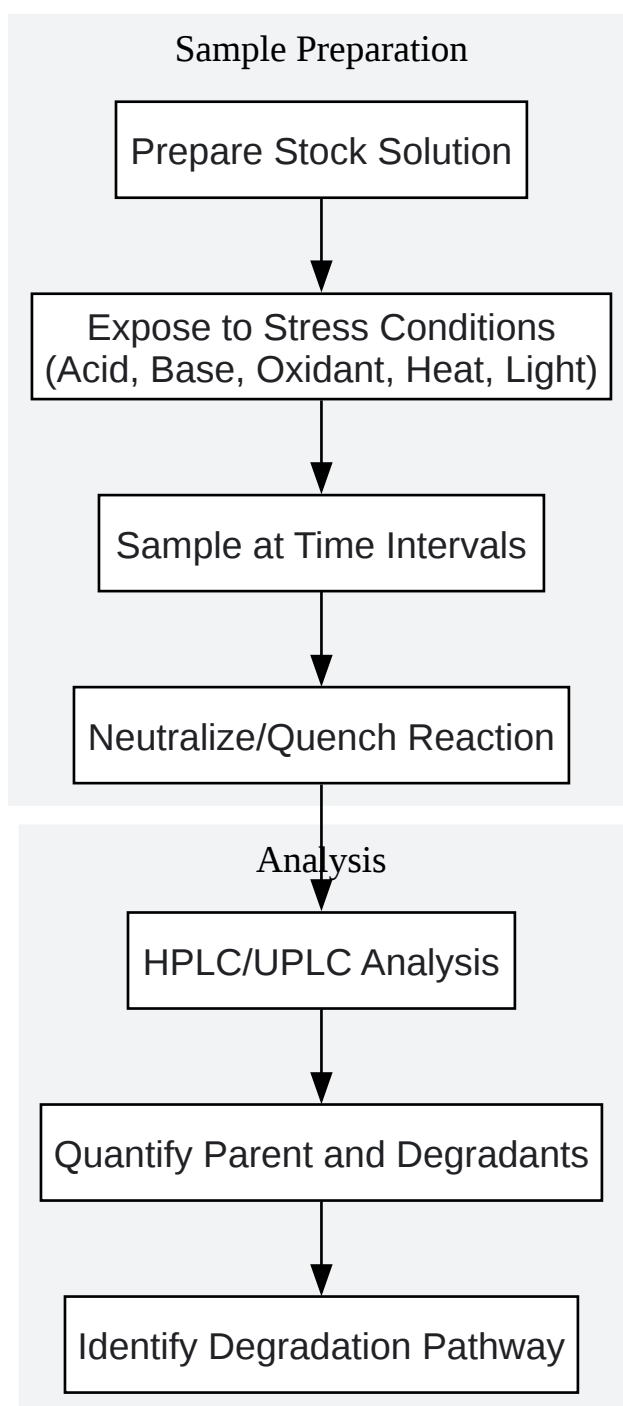 Sample Preparation
Prepare Stock Solution
Expose to Stress Conditions
(Acid, Base, Oxidant, Heat, Light)
Sample at Time Intervals
Neutralize/Quench Reaction
Analysis
HPLC/UPLC Analysis
Quantify Parent and Degradants
Identify Degradation Pathway